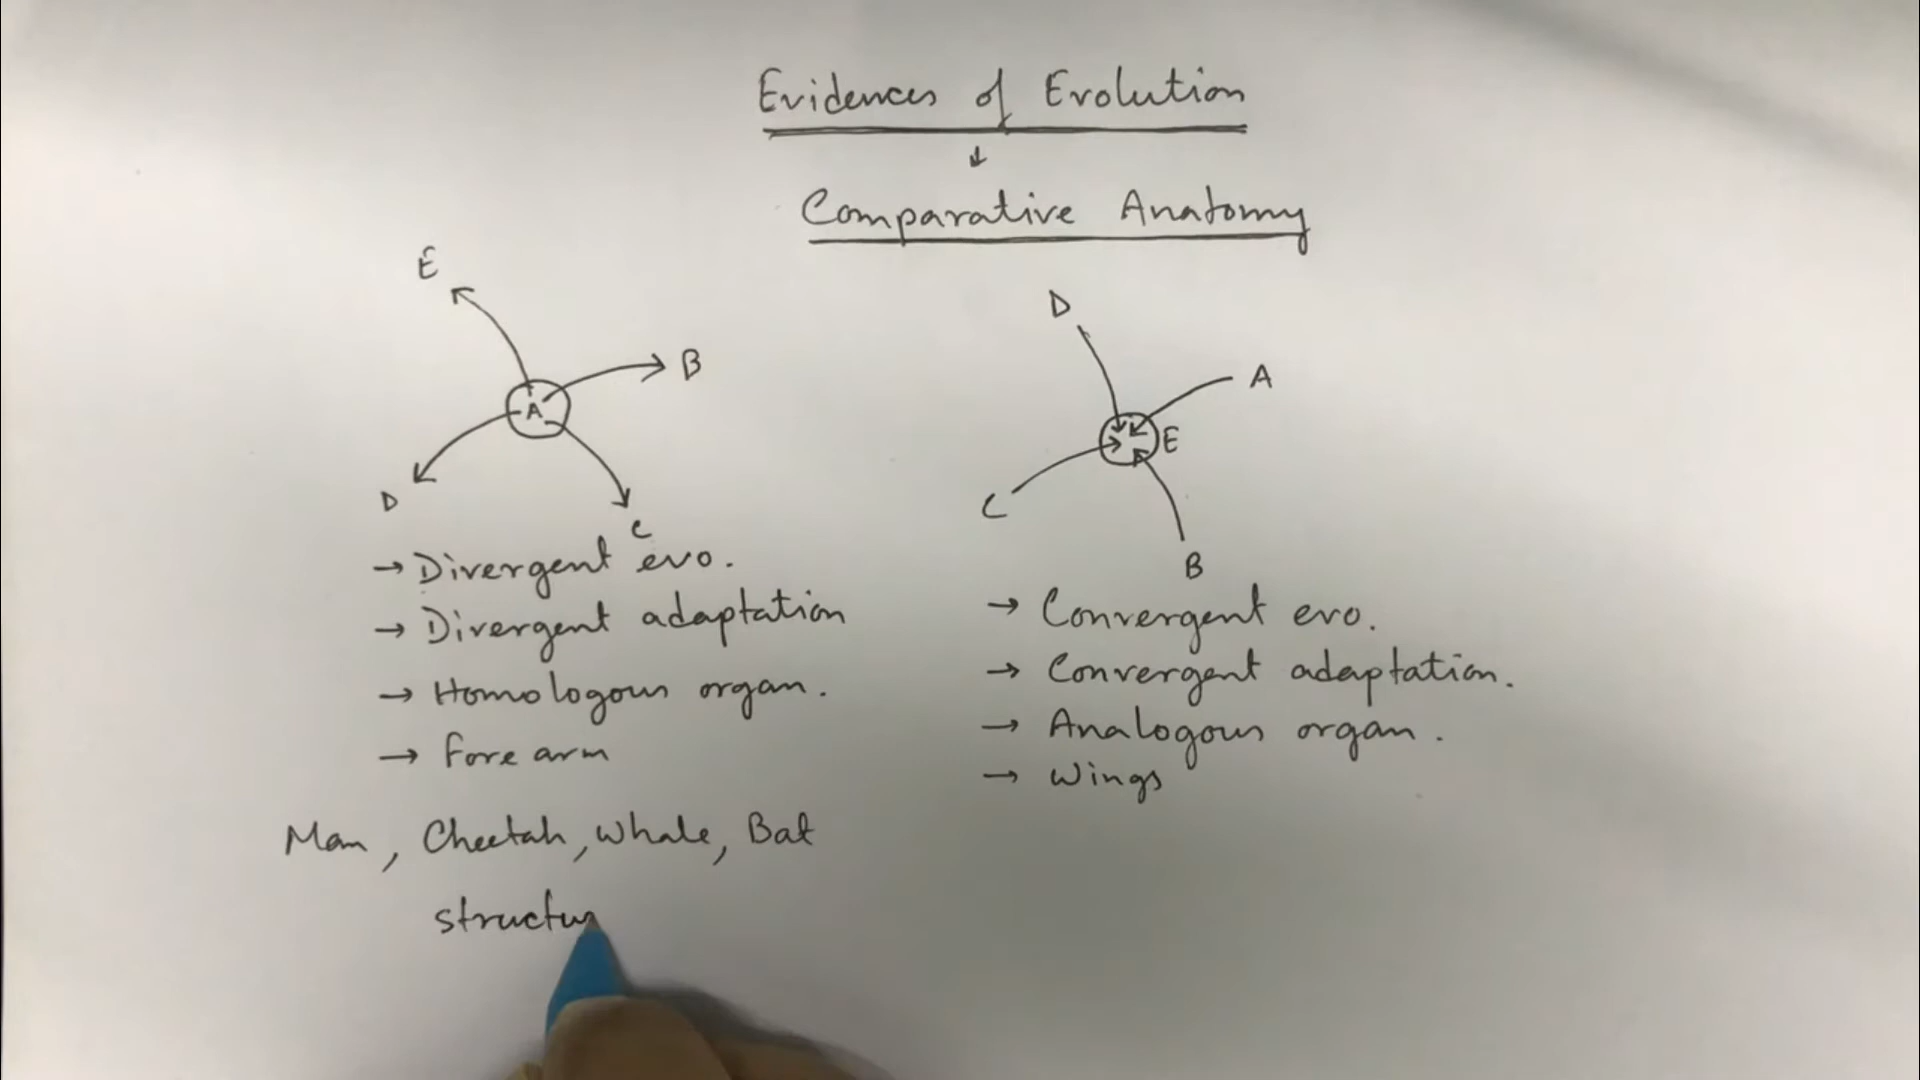 Evidences of Evolution
↓
Comparative Anatomy
E
B
A
D
C
→ Divergent evo.
→ Divergent adaptation
→ Homologous organ.
→ Fore arm
Man, Cheetah, Whale, Bat
structu
D
A
E
C
B
→ Convergent evo.
→ Convergent adaptation.
→ Analogous organ.
→ Wings